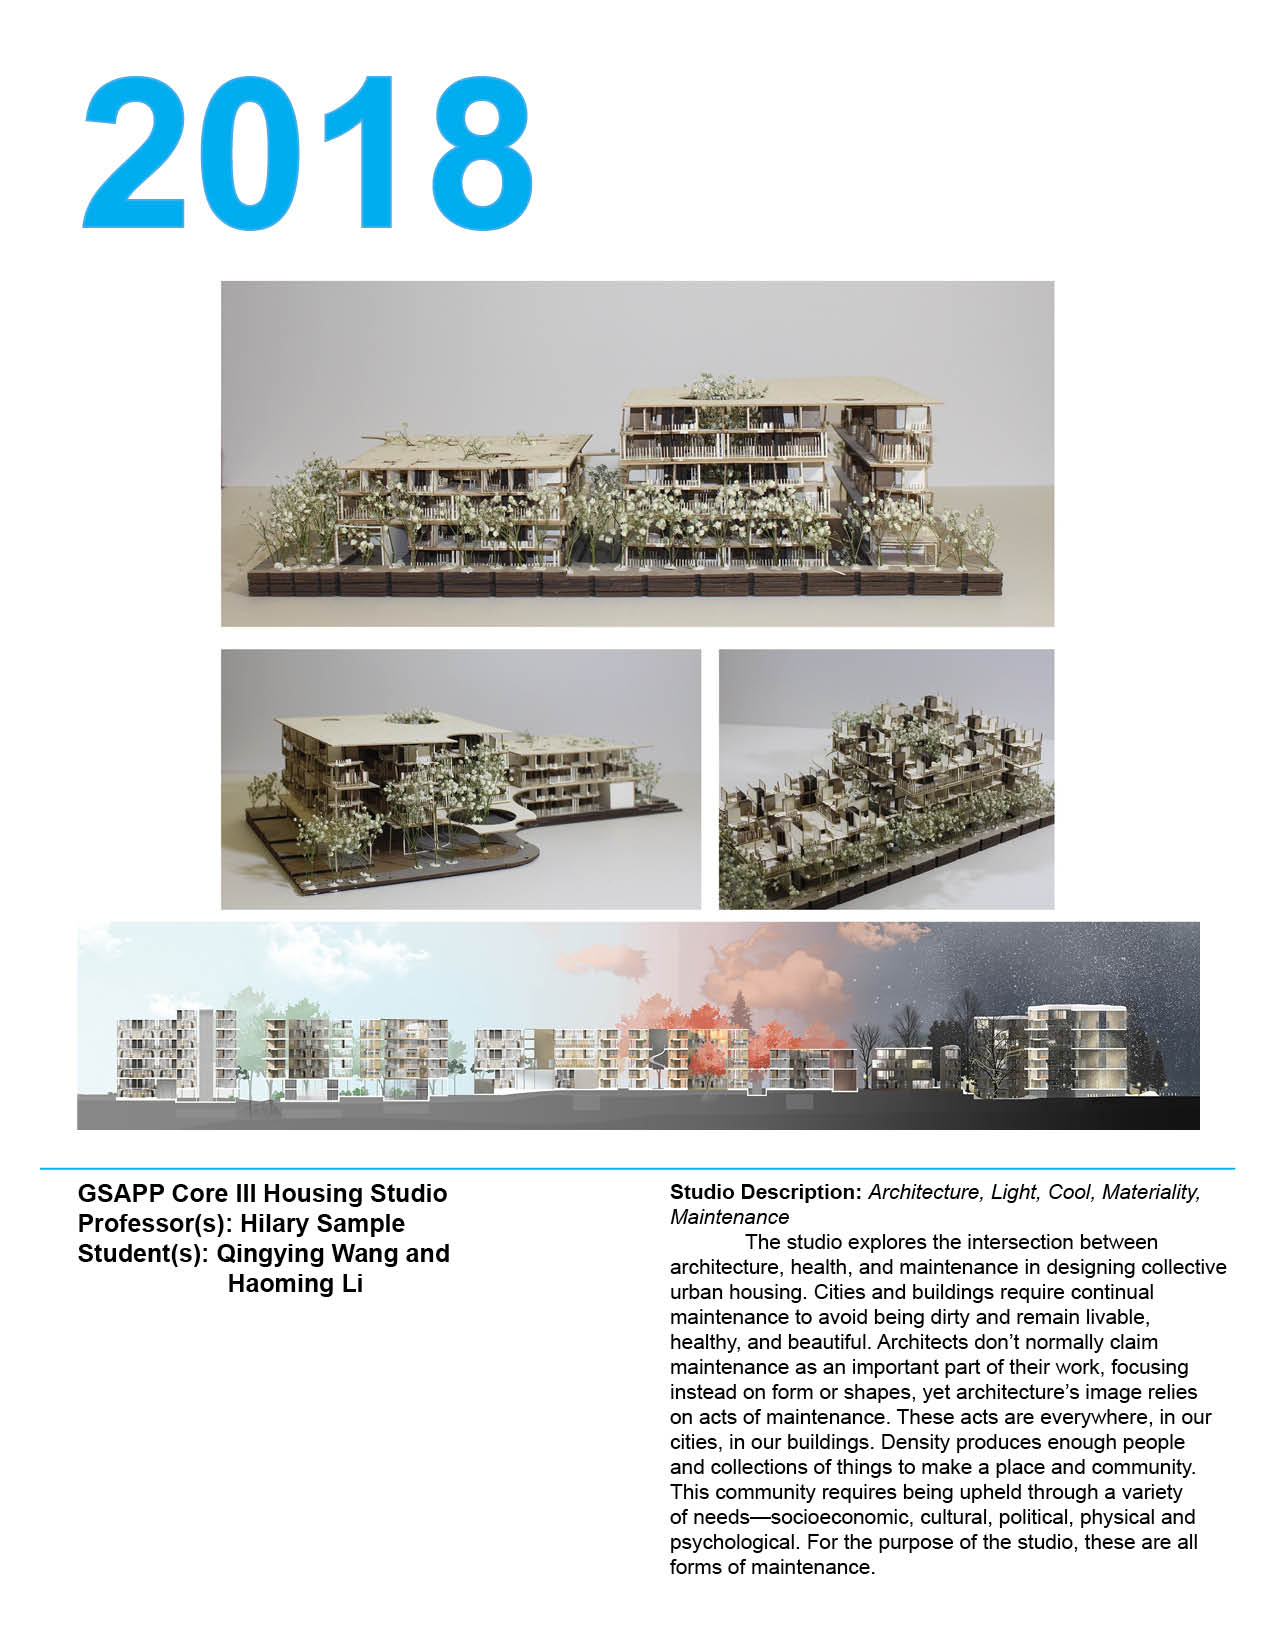 2018
GSAPP Core III Housing Studio
Professor(s): Hilary Sample
Student(s): Qingying Wang and
Haoming Li
Studio Description: Architecture, Light, Cool, Materiality,
Maintenance
The studio explores the intersection between
architecture, health, and maintenance in designing collective
urban housing. Cities and buildings require continual
maintenance to avoid being dirty and remain livable,
healthy, and beautiful. Architects don’t normally claim
maintenance as an important part of their work, focusing
instead on form or shapes, yet architecture’s image relies
on acts of maintenance. These acts are everywhere, in our
cities, in our buildings. Density produces enough people
and collections of things to make a place and community.
This community requires being upheld through a variety
of needs—socioeconomic, cultural, political, physical and
psychological. For the purpose of the studio, these are all
forms of maintenance.